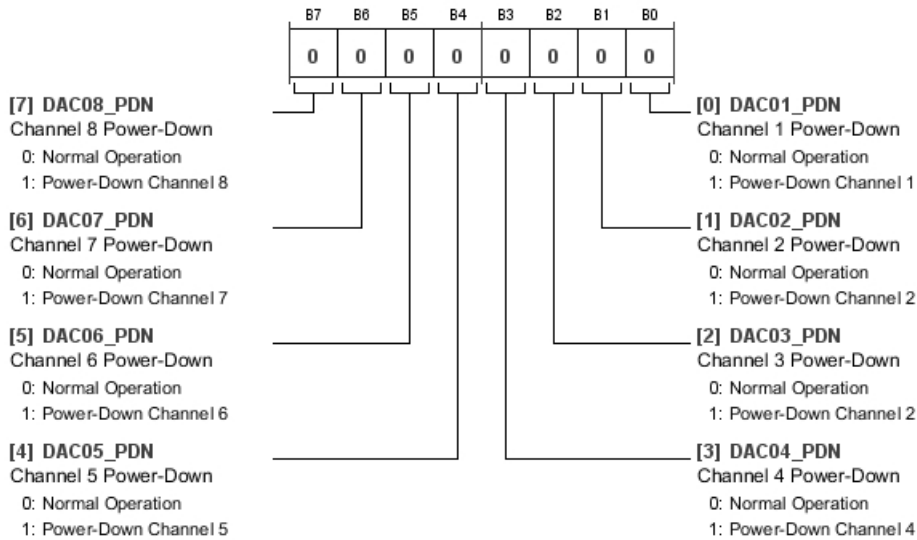 B7 B6 B5 B4 B3 B2 B1 B0
0 0 0 0 0 0 0 0
[7] DAC08_PDN
Channel 8 Power-Down
0: Normal Operation
1: Power-Down Channel 8
[6] DAC07_PDN
Channel 7 Power-Down
0: Normal Operation
1: Power-Down Channel 7
[5] DAC06_PDN
Channel 6 Power-Down
0: Normal Operation
1: Power-Down Channel 6
[4] DAC05_PDN
Channel 5 Power-Down
0: Normal Operation
1: Power-Down Channel 5
[0] DAC01_PDN
Channel 1 Power-Down
0: Normal Operation
1: Power-Down Channel 1
[1] DAC02_PDN
Channel 2 Power-Down
0: Normal Operation
1: Power-Down Channel 2
[2] DAC03_PDN
Channel 3 Power-Down
0: Normal Operation
1: Power-Down Channel 2
[3] DAC04_PDN
Channel 4 Power-Down
0: Normal Operation
1: Power-Down Channel 4